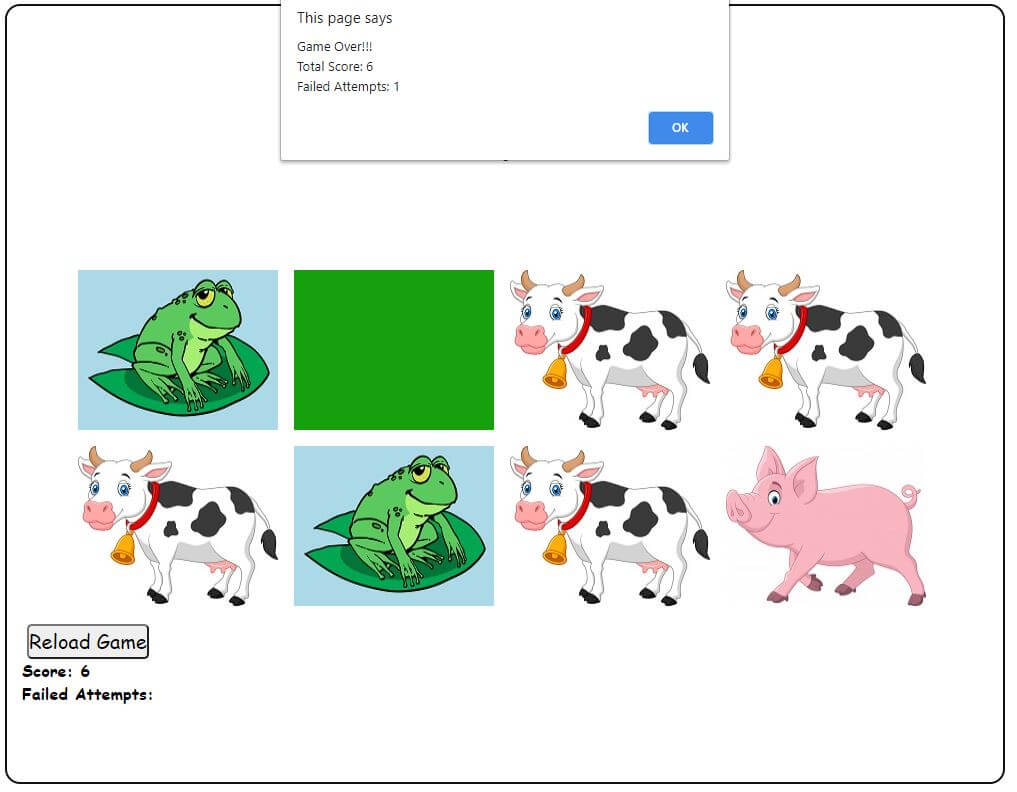 This page says
Game Over!!!
Total Score: 6
Failed Attempts: 1
OK
Reload Game
Score: 6
Failed Attempts: